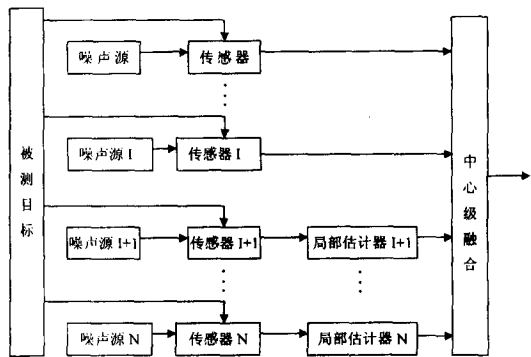 噪声源
传感器
噪声源 I
传感器 I
被测目标
噪声源 I+1
传感器 I+1
局部估计器 I+1
噪声源 N
传感器 N
局部估计器 N
中心级融合